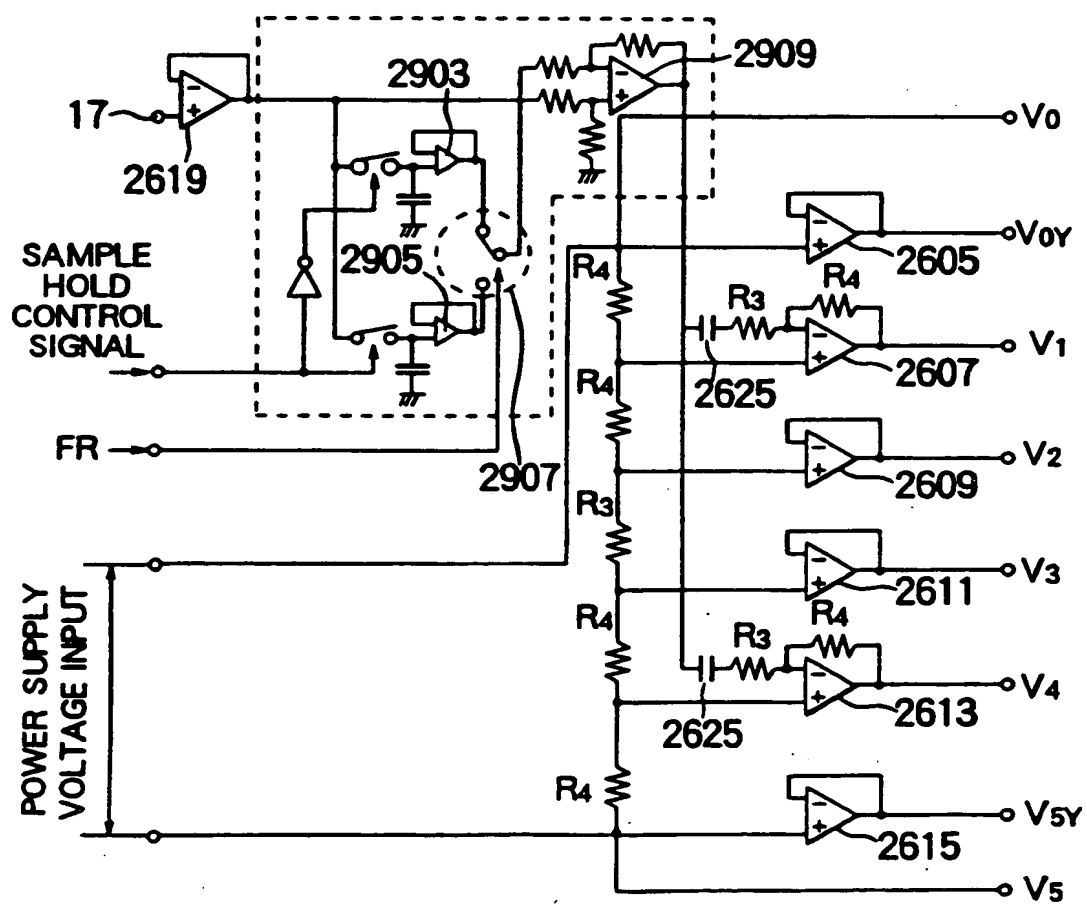 2903
2909
17
2619
V0
SAMPLE
HOLD
CONTROL
SIGNAL
2905
R4
2605
V0Y
R3
R4
2607
V1
2625
R4
FR
2907
2609
V2
R3
2611
V3
POWER SUPPLY
VOLTAGE INPUT
R4
R3
R4
2613
V4
2625
R4
2615
V5Y
V5
− +
− +
− +
− +
− +
− +
− +
− +